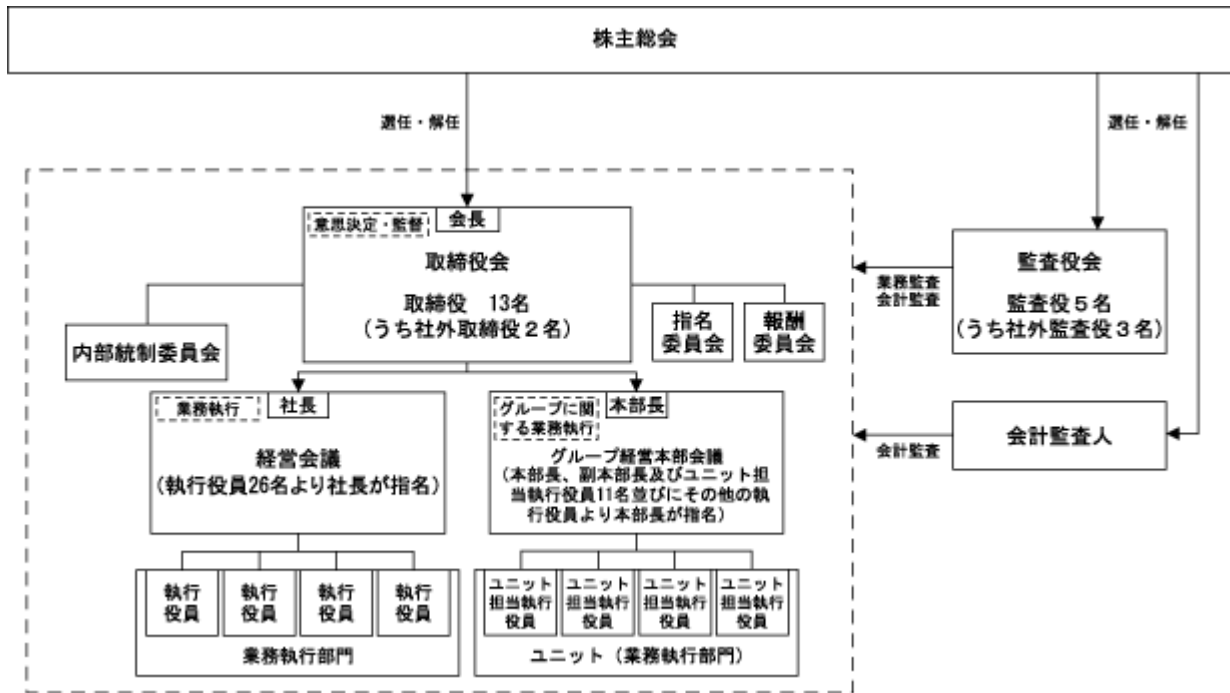 株主総会
選任・解任
選任・解任
意思決定・監督
会長
取締役会
取締役　13名
(うち社外取締役２名)
内部統制委員会
指名
委員会
報酬
委員会
業務監査
会計監査
監査役会
監査役５名
(うち社外監査役３名)
業務執行
社長
経営会議
(執行役員26名より社長が指名)
グループに関
する業務執行
本部長
グループ経営本部会議
(本部長、副本部長及びユニット担
当執行役員11名並びにその他の執
行役員より本部長が指名)
会計監査
会計監査人
執行
役員
執行
役員
執行
役員
執行
役員
業務執行部門
ユニット
担当執行
役員
ユニット
担当執行
役員
ユニット
担当執行
役員
ユニット
担当執行
役員
ユニット（業務執行部門）